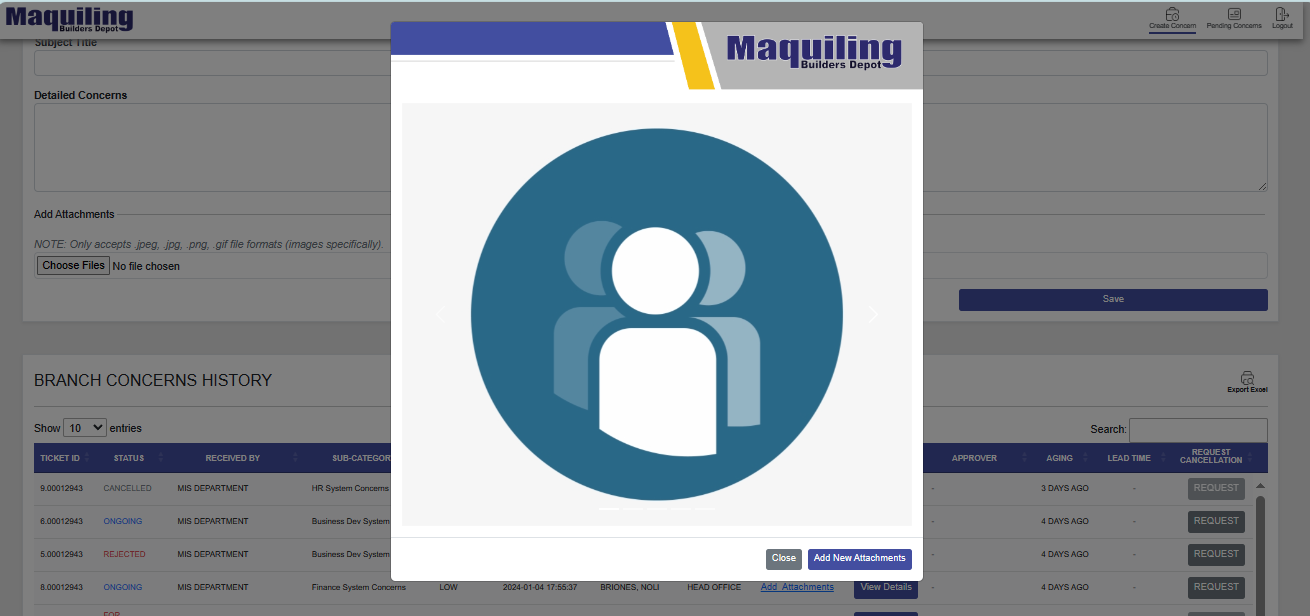 Maquiling
Builders Depot
Create Concern
Pending Concerns
Logout
Maquiling
Builders Depot
Subject Title
Detailed Concerns
Add Attachments
NOTE: Only accepts .jpeg, .jpg, .png, .gif file formats (images specifically).
Choose Files No file chosen
Save
BRANCH CONCERNS HISTORY
Export Excel
Show 10 entries
Search:
TICKET ID STATUS RECEIVED BY SUB-CATEGOR APPROVER AGING LEAD TIME REQUEST CANCELLATION
9.00012943 CANCELLED MIS DEPARTMENT HR System Concerns - 3 DAYS AGO - REQUEST
6.00012943 ONGOING MIS DEPARTMENT Business Dev System - 4 DAYS AGO - REQUEST
5.00012943 REJECTED MIS DEPARTMENT Business Dev System - 4 DAYS AGO - REQUEST
Close Add New Attachments
8.00012943 ONGOING MIS DEPARTMENT Finance System Concerns LOW 2024-01-04 17:55:37 BRIONES, NOLI HEAD OFFICE Add Attachments View Details - 4 DAYS AGO - REQUEST
FOR